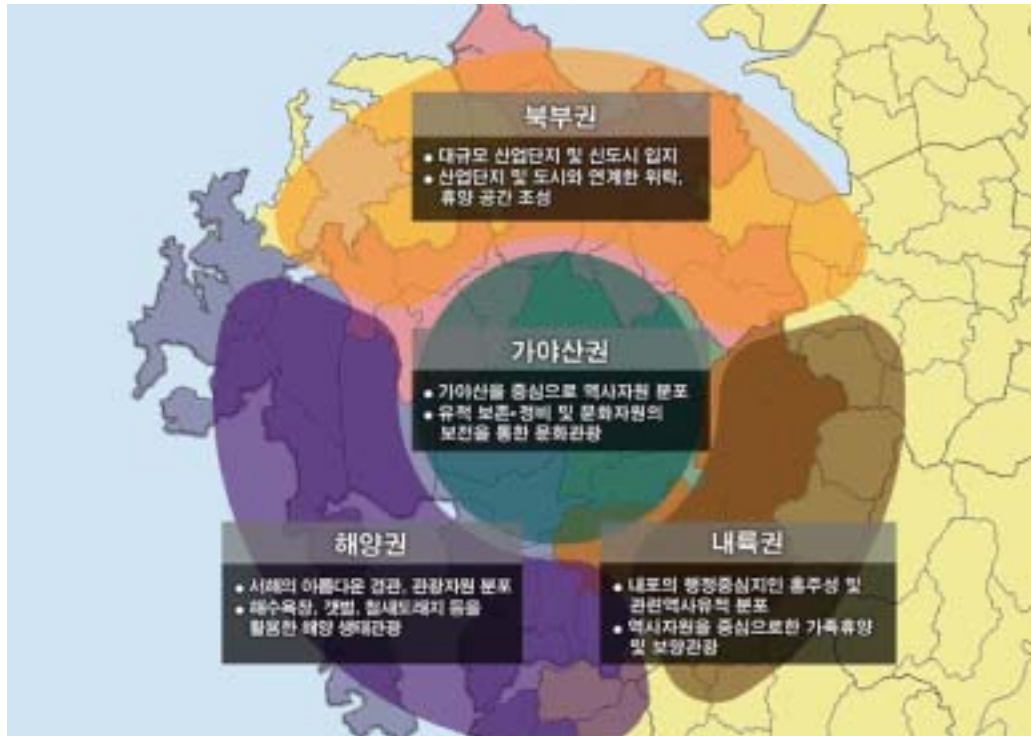 북부권
● 대규모 산업단지 및 신도시 입지
● 산업단지 및 도시와 연계한 위락,
휴양 공간 조성
가야산권
● 가야산을 중심으로 역사자원 분포
● 유적 보존•정비 및 문화자원의
보전을 통한 문화관광
해양권
● 서해의 아름다운 경관, 관광자원 분포
● 해수욕장, 갯벌, 철새도래지 등을
활용한 해양 생태관광
내륙권
● 내포의 행정중심지인 홍주성 및
관련역사유적 분포
● 역사자원을 중심으로한 가족휴양
및 보양관광